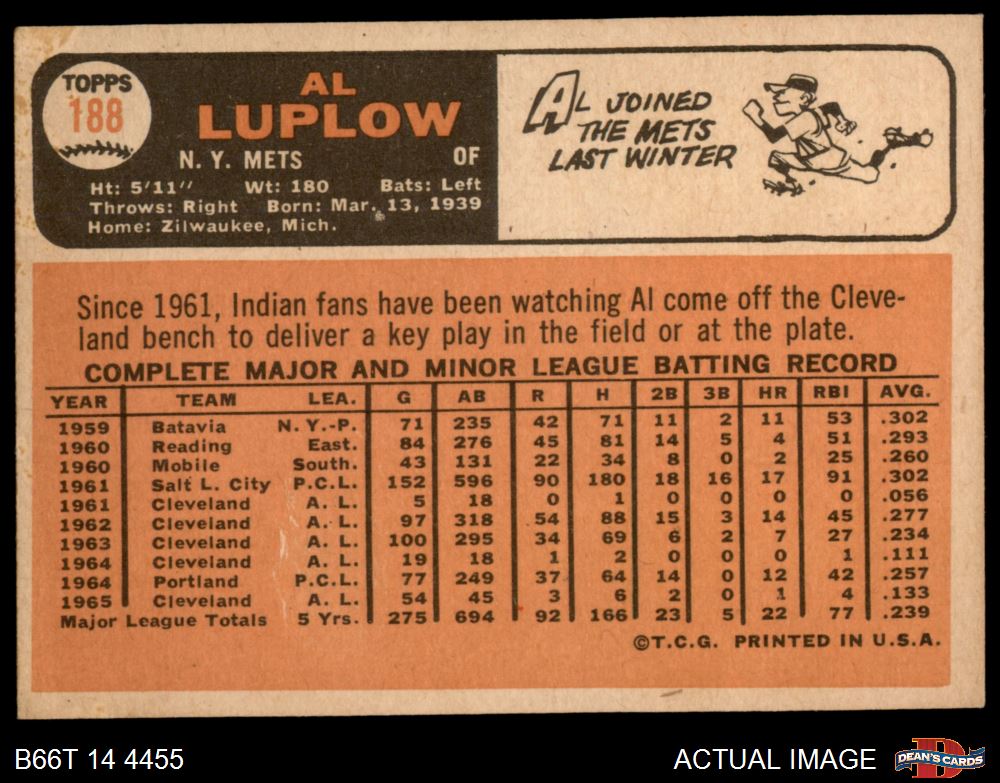 TOPPS
188
AL
LUPLOW
N. Y. METS OF
Ht: 5'11" Wt: 180 Bats: Left
Throws: Right Born: Mar. 13, 1939
Home: Zilwaukee, Mich.
AL JOINED
THE METS
LAST WINTER
Since 1961, Indian fans have been watching Al come off the Cleve-
land bench to deliver a key play in the field or at the plate.
COMPLETE MAJOR AND MINOR LEAGUE BATTING RECORD
YEAR TEAM LEA. G AB R H 2B 3B HR RBI AVG.
1959 Batavia N. Y.-P. 71 235 42 71 11 2 11 53 .302
1960 Reading East. 84 276 45 81 14 5 4 51 .293
1960 Mobile South. 43 131 22 34 8 0 2 25 .260
1961 Salt L. City P.C.L. 152 596 90 180 18 16 17 91 .302
1961 Cleveland A. L. 5 18 0 1 0 0 0 0 .056
1962 Cleveland A. L. 97 318 54 88 15 3 14 45 .277
1963 Cleveland A. L. 100 295 34 69 6 2 7 27 .234
1964 Cleveland A. L. 19 18 1 2 0 0 0 1 .111
1964 Portland P.C.L. 77 249 37 64 14 0 12 42 .257
1965 Cleveland A. L. 54 45 3 6 2 0 1 4 .133
Major League Totals 5 Yrs. 275 694 92 166 23 5 22 77 .239
©T.C.G. PRINTED IN U.S.A.
B66T 14 4455
ACTUAL IMAGE
D
DEAN'S CARDS